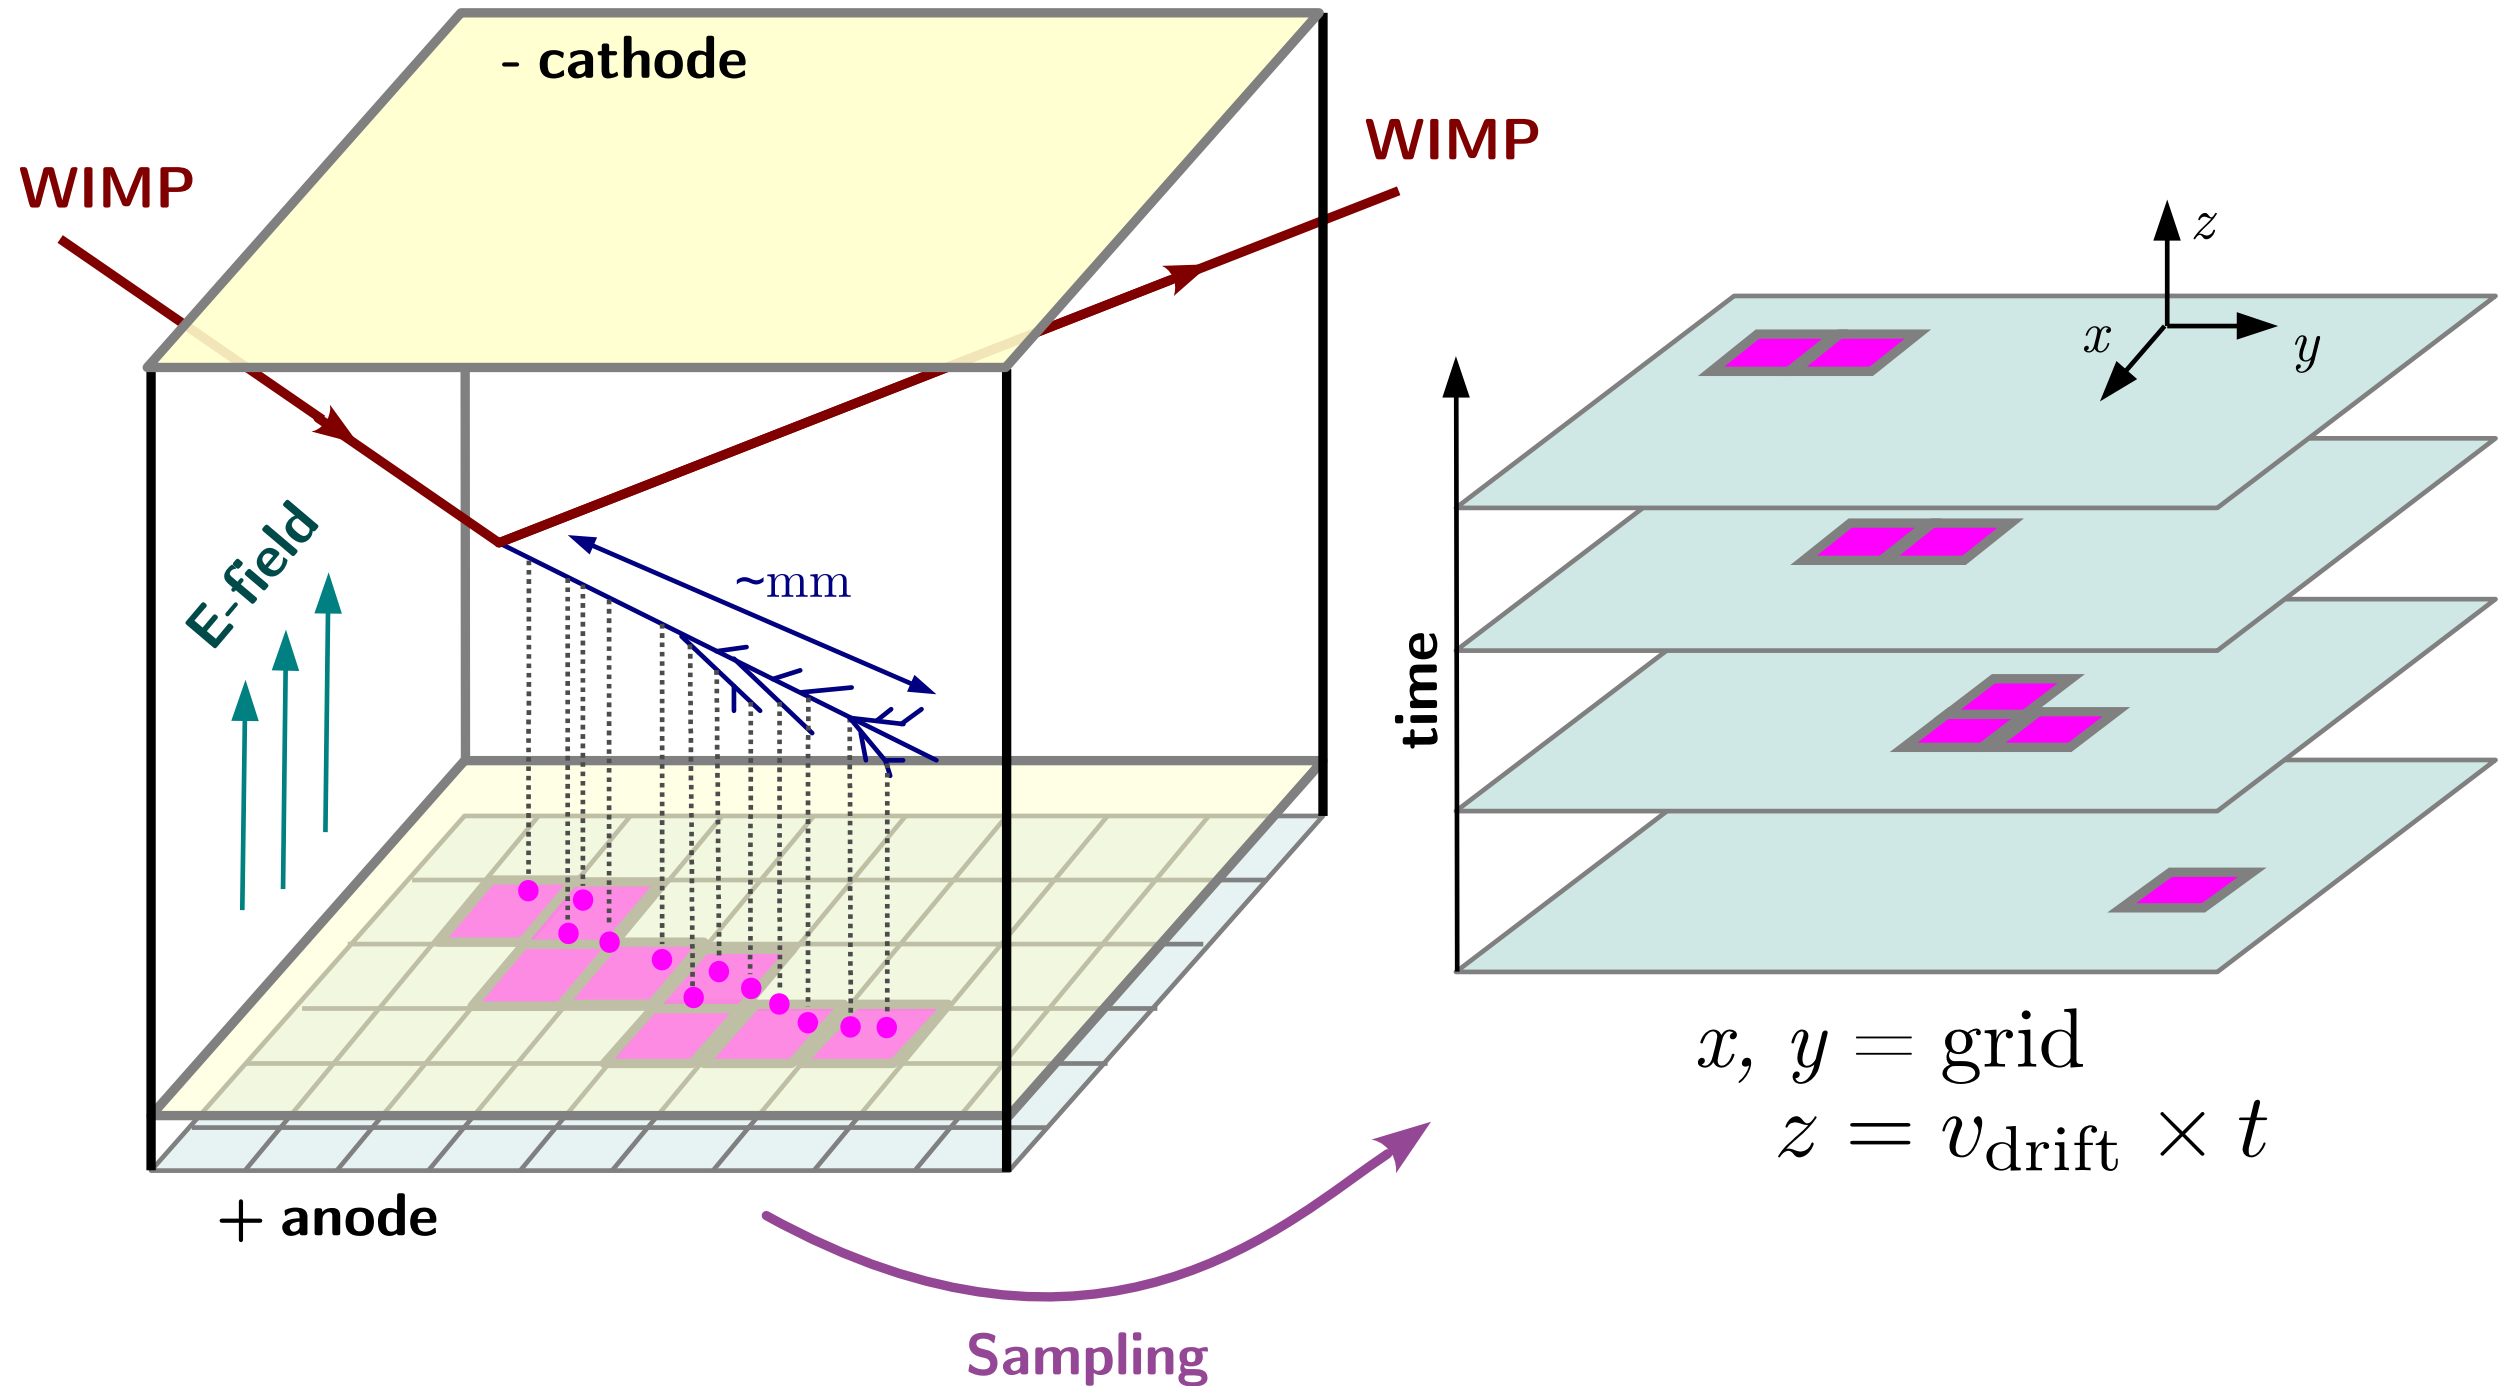 - cathode
WIMP
WIMP
E-field
~mm
+ anode
Sampling
time
z
x
y
x, y = grid
z = v_drift × t